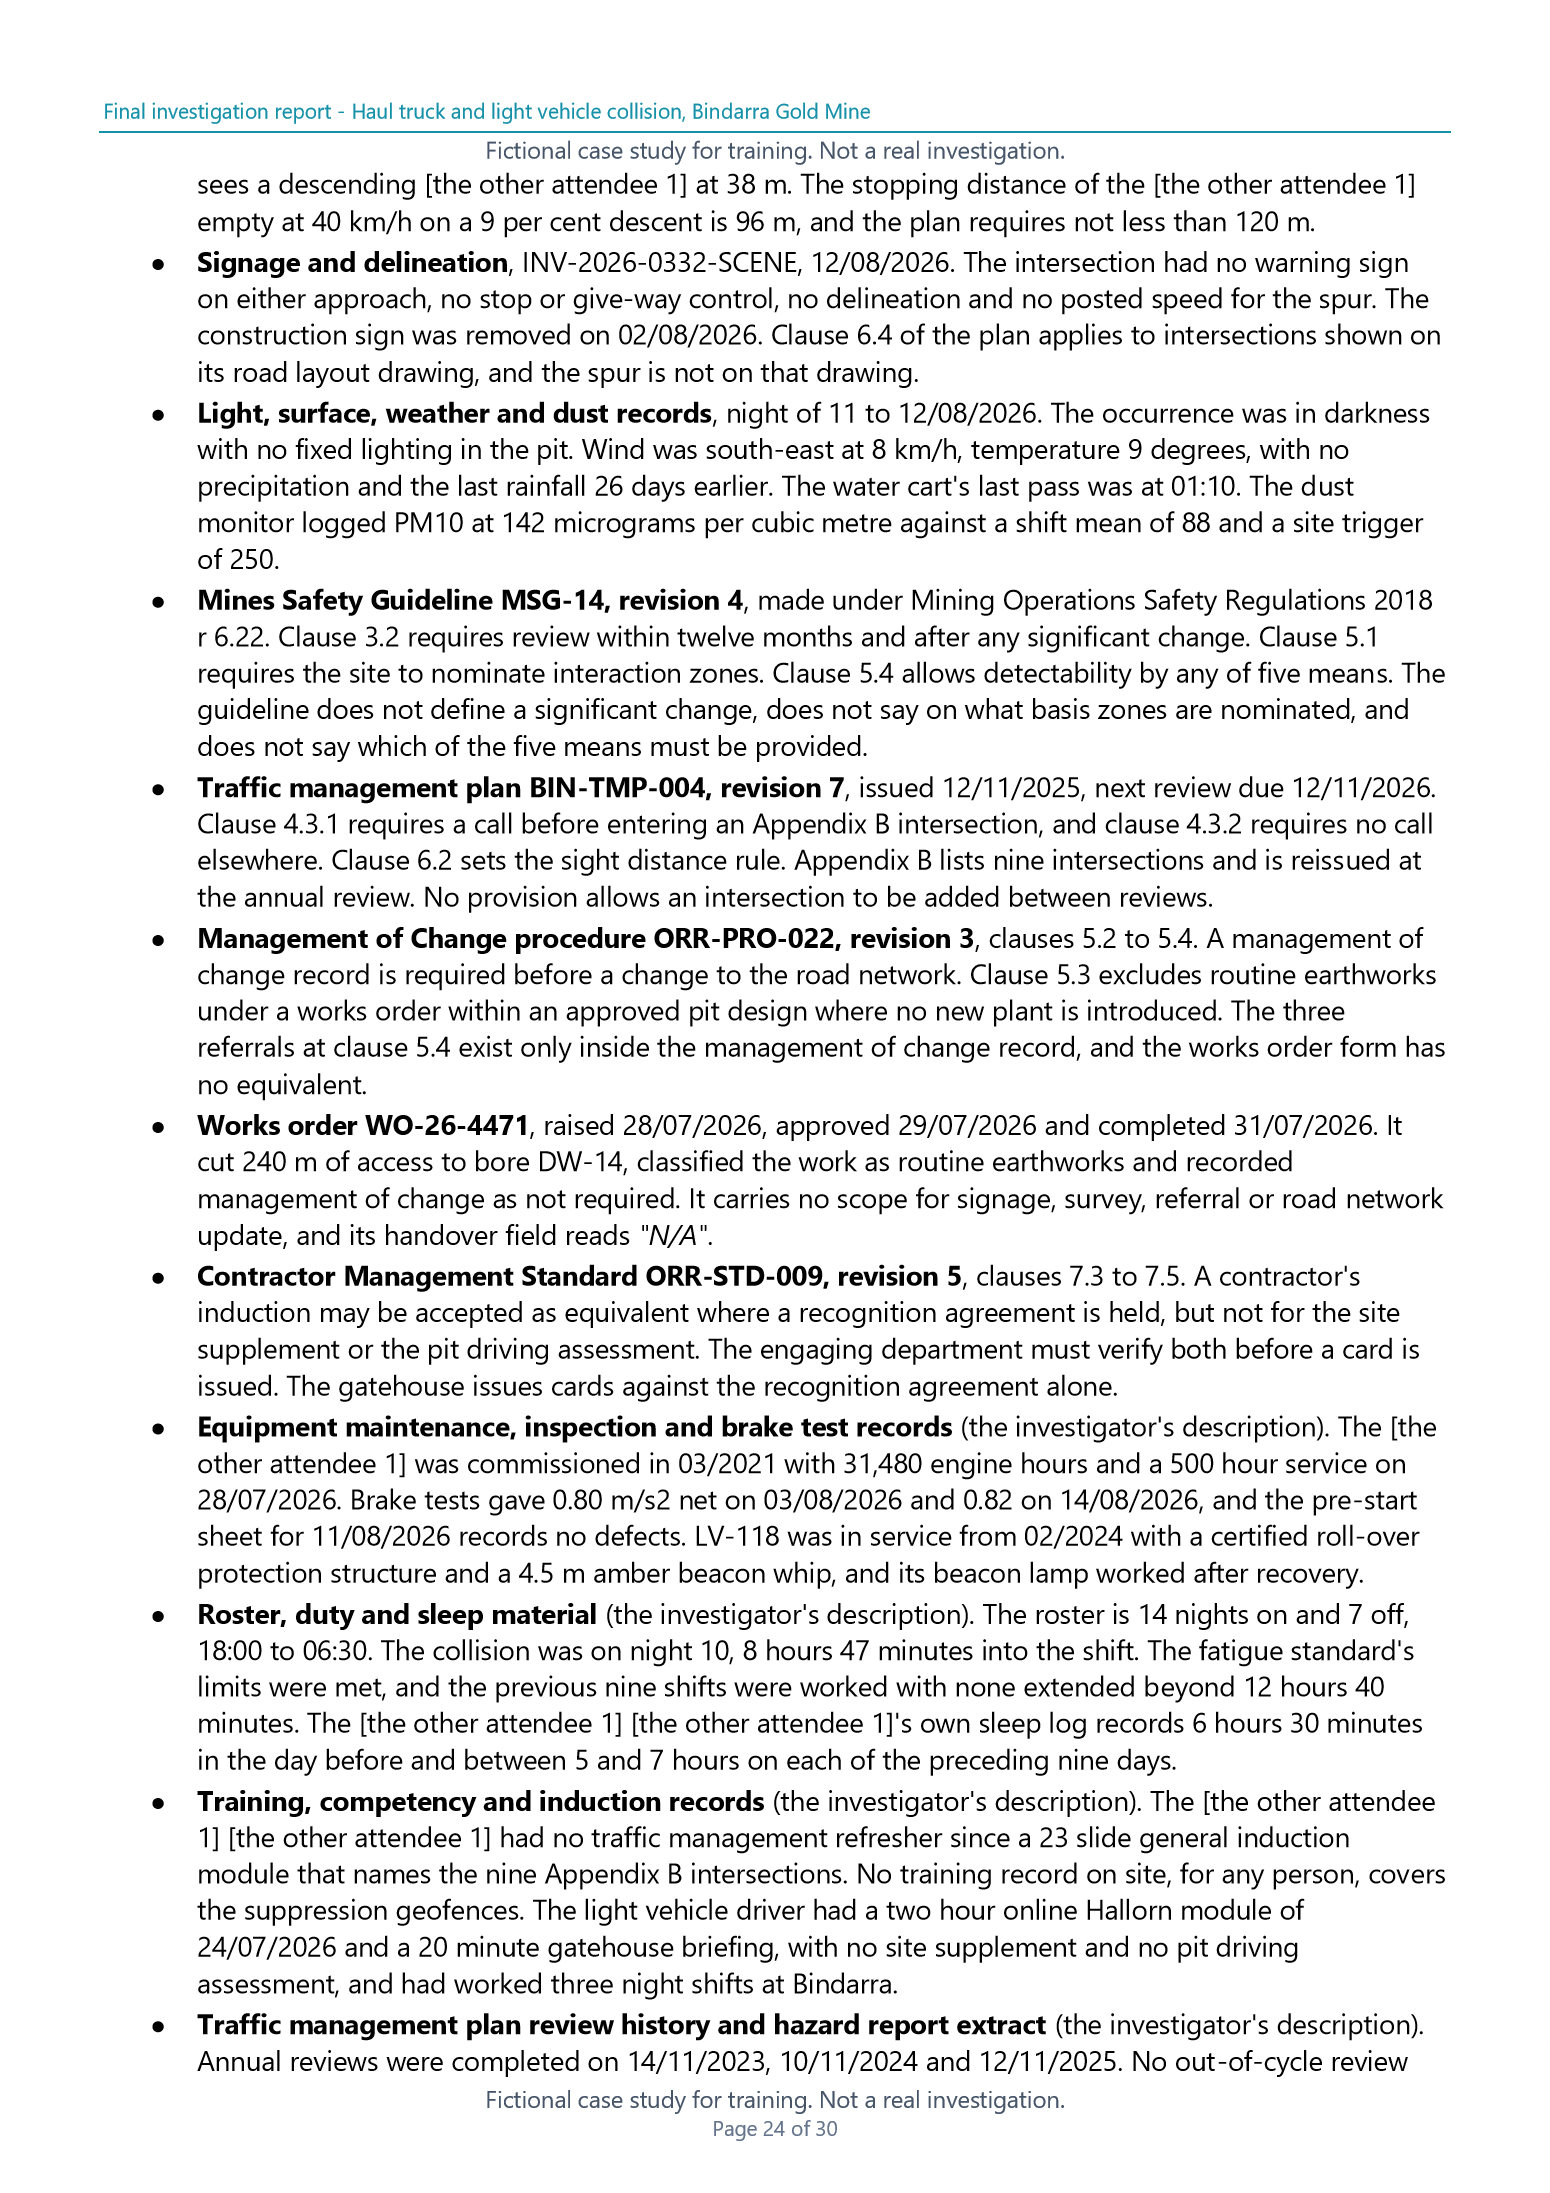 Final investigation report - Haul truck and light vehicle collision, Bindarra Gold Mine
Fictional case study for training. Not a real investigation.
sees a descending [the other attendee 1] at 38 m. The stopping distance of the [the other attendee 1]
empty at 40 km/h on a 9 per cent descent is 96 m, and the plan requires not less than 120 m.
● Signage and delineation, INV-2026-0332-SCENE, 12/08/2026. The intersection had no warning sign
on either approach, no stop or give-way control, no delineation and no posted speed for the spur. The
construction sign was removed on 02/08/2026. Clause 6.4 of the plan applies to intersections shown on
its road layout drawing, and the spur is not on that drawing.
● Light, surface, weather and dust records, night of 11 to 12/08/2026. The occurrence was in darkness
with no fixed lighting in the pit. Wind was south-east at 8 km/h, temperature 9 degrees, with no
precipitation and the last rainfall 26 days earlier. The water cart's last pass was at 01:10. The dust
monitor logged PM10 at 142 micrograms per cubic metre against a shift mean of 88 and a site trigger
of 250.
● Mines Safety Guideline MSG-14, revision 4, made under Mining Operations Safety Regulations 2018
r 6.22. Clause 3.2 requires review within twelve months and after any significant change. Clause 5.1
requires the site to nominate interaction zones. Clause 5.4 allows detectability by any of five means. The
guideline does not define a significant change, does not say on what basis zones are nominated, and
does not say which of the five means must be provided.
● Traffic management plan BIN-TMP-004, revision 7, issued 12/11/2025, next review due 12/11/2026.
Clause 4.3.1 requires a call before entering an Appendix B intersection, and clause 4.3.2 requires no call
elsewhere. Clause 6.2 sets the sight distance rule. Appendix B lists nine intersections and is reissued at
the annual review. No provision allows an intersection to be added between reviews.
● Management of Change procedure ORR-PRO-022, revision 3, clauses 5.2 to 5.4. A management of
change record is required before a change to the road network. Clause 5.3 excludes routine earthworks
under a works order within an approved pit design where no new plant is introduced. The three
referrals at clause 5.4 exist only inside the management of change record, and the works order form has
no equivalent.
● Works order WO-26-4471, raised 28/07/2026, approved 29/07/2026 and completed 31/07/2026. It
cut 240 m of access to bore DW-14, classified the work as routine earthworks and recorded
management of change as not required. It carries no scope for signage, survey, referral or road network
update, and its handover field reads "N/A".
● Contractor Management Standard ORR-STD-009, revision 5, clauses 7.3 to 7.5. A contractor's
induction may be accepted as equivalent where a recognition agreement is held, but not for the site
supplement or the pit driving assessment. The engaging department must verify both before a card is
issued. The gatehouse issues cards against the recognition agreement alone.
● Equipment maintenance, inspection and brake test records (the investigator's description). The [the
other attendee 1] was commissioned in 03/2021 with 31,480 engine hours and a 500 hour service on
28/07/2026. Brake tests gave 0.80 m/s2 net on 03/08/2026 and 0.82 on 14/08/2026, and the pre-start
sheet for 11/08/2026 records no defects. LV-118 was in service from 02/2024 with a certified roll-over
protection structure and a 4.5 m amber beacon whip, and its beacon lamp worked after recovery.
● Roster, duty and sleep material (the investigator's description). The roster is 14 nights on and 7 off,
18:00 to 06:30. The collision was on night 10, 8 hours 47 minutes into the shift. The fatigue standard's
limits were met, and the previous nine shifts were worked with none extended beyond 12 hours 40
minutes. The [the other attendee 1] [the other attendee 1]'s own sleep log records 6 hours 30 minutes
in the day before and between 5 and 7 hours on each of the preceding nine days.
● Training, competency and induction records (the investigator's description). The [the other attendee
1] [the other attendee 1] had no traffic management refresher since a 23 slide general induction
module that names the nine Appendix B intersections. No training record on site, for any person, covers
the suppression geofences. The light vehicle driver had a two hour online Hallorn module of
24/07/2026 and a 20 minute gatehouse briefing, with no site supplement and no pit driving
assessment, and had worked three night shifts at Bindarra.
● Traffic management plan review history and hazard report extract (the investigator's description).
Annual reviews were completed on 14/11/2023, 10/11/2024 and 12/11/2025. No out-of-cycle review
Fictional case study for training. Not a real investigation.
Page 24 of 30